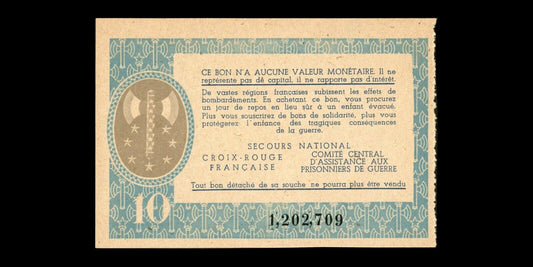 CE BON N'A AUCUNE VALEUR MONÉTAIRE. Il ne
représente pas de capital, il ne rapporte pas d'intérêt.
De vastes régions françaises subissent les effets de
bombardements. En achetant ce bon, vous procurez
un jour de repos en lieu sûr à un enfant évacué.
Plus vous souscrirez de bons de solidarité, plus vous
protégerez l'enfance des tragiques conséquences
de la guerre.
SECOURS NATIONAL
CROIX-ROUGE
FRANÇAISE
COMITÉ CENTRAL
D'ASSISTANCE AUX
PRISONNIERS DE GUERRE
Tout bon détaché de sa souche ne pourra plus être vendu
10
1,202,709